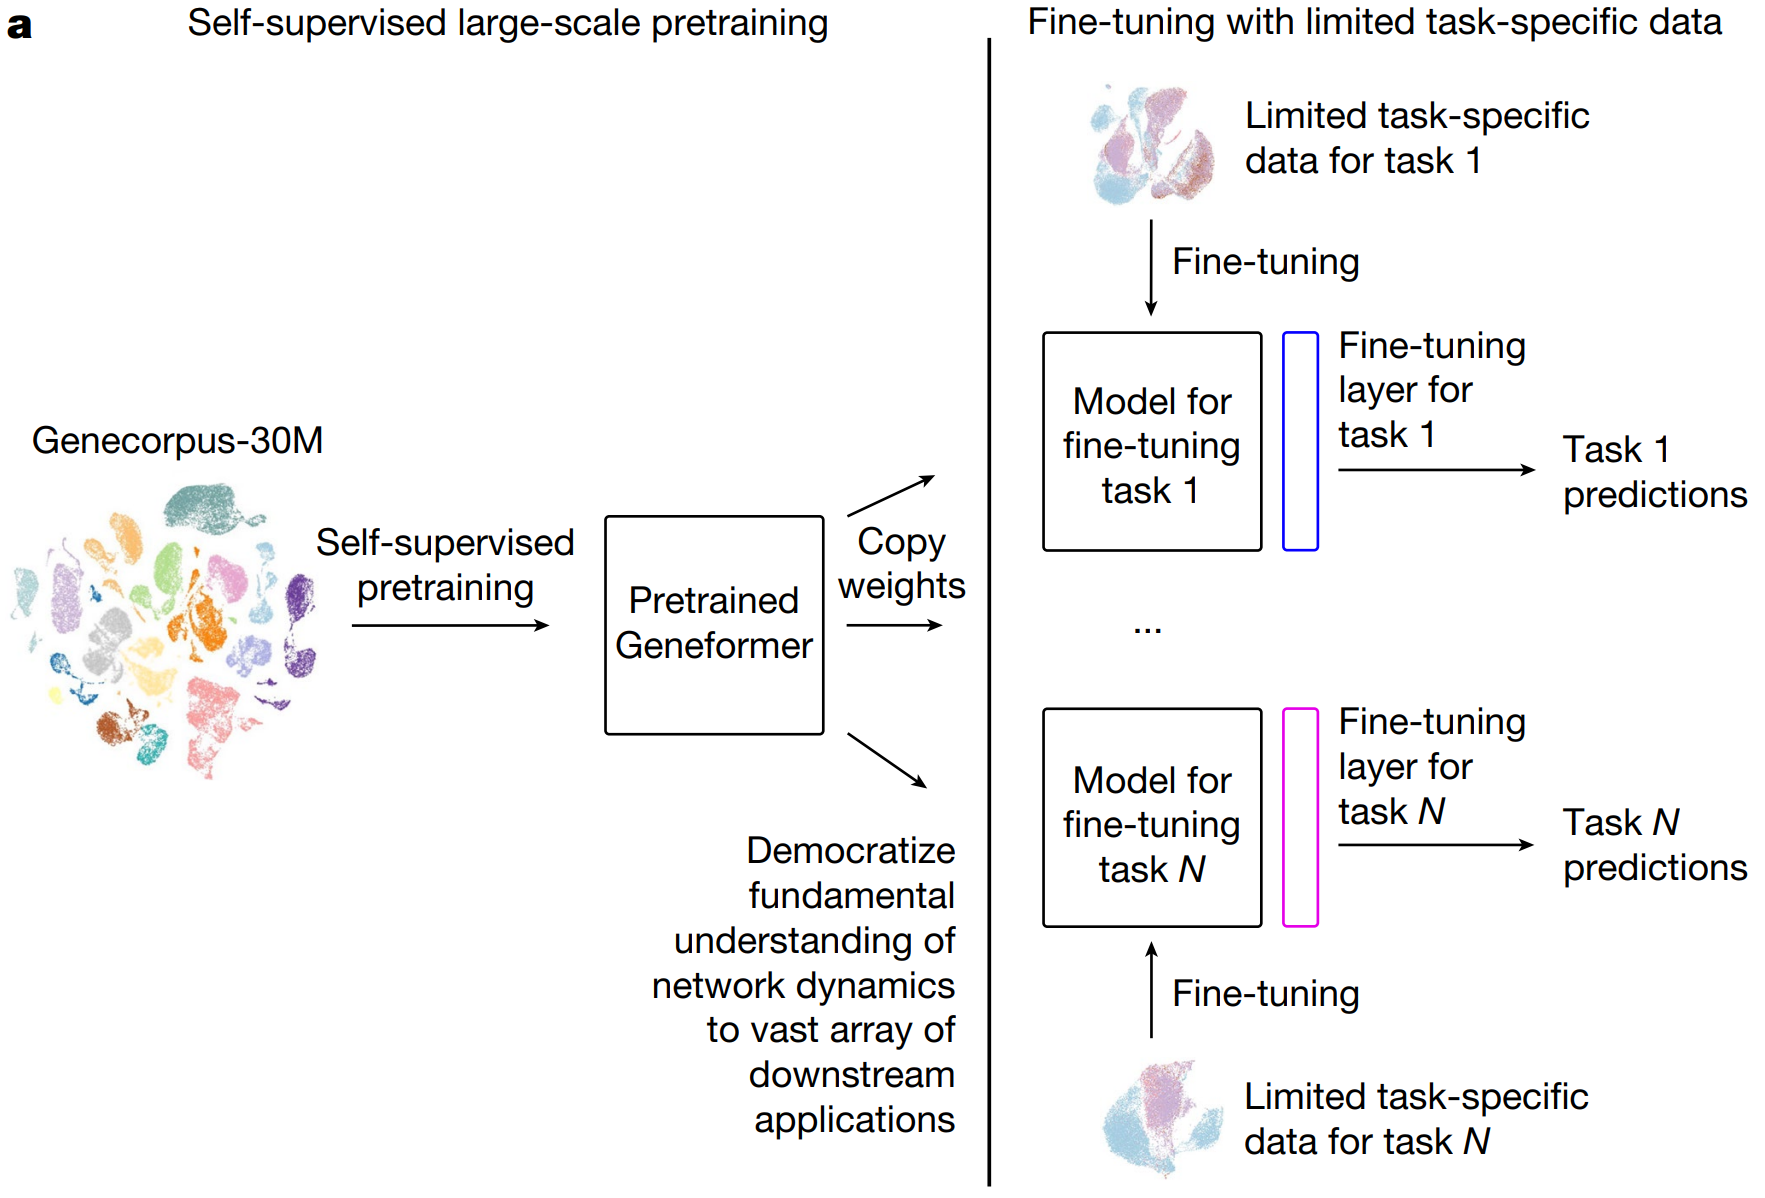 a
Self-supervised large-scale pretraining
Fine-tuning with limited task-specific data
Genecorpus-30M
Self-supervised
pretraining
Pretrained
Geneformer
Copy
weights
Democratize
fundamental
understanding of
network dynamics
to vast array of
downstream
applications
Limited task-specific
data for task 1
Fine-tuning
Model for
fine-tuning
task 1
Fine-tuning
layer for
task 1
Task 1
predictions
...
Model for
fine-tuning
task N
Fine-tuning
layer for
task N
Task N
predictions
Fine-tuning
Limited task-specific
data for task N